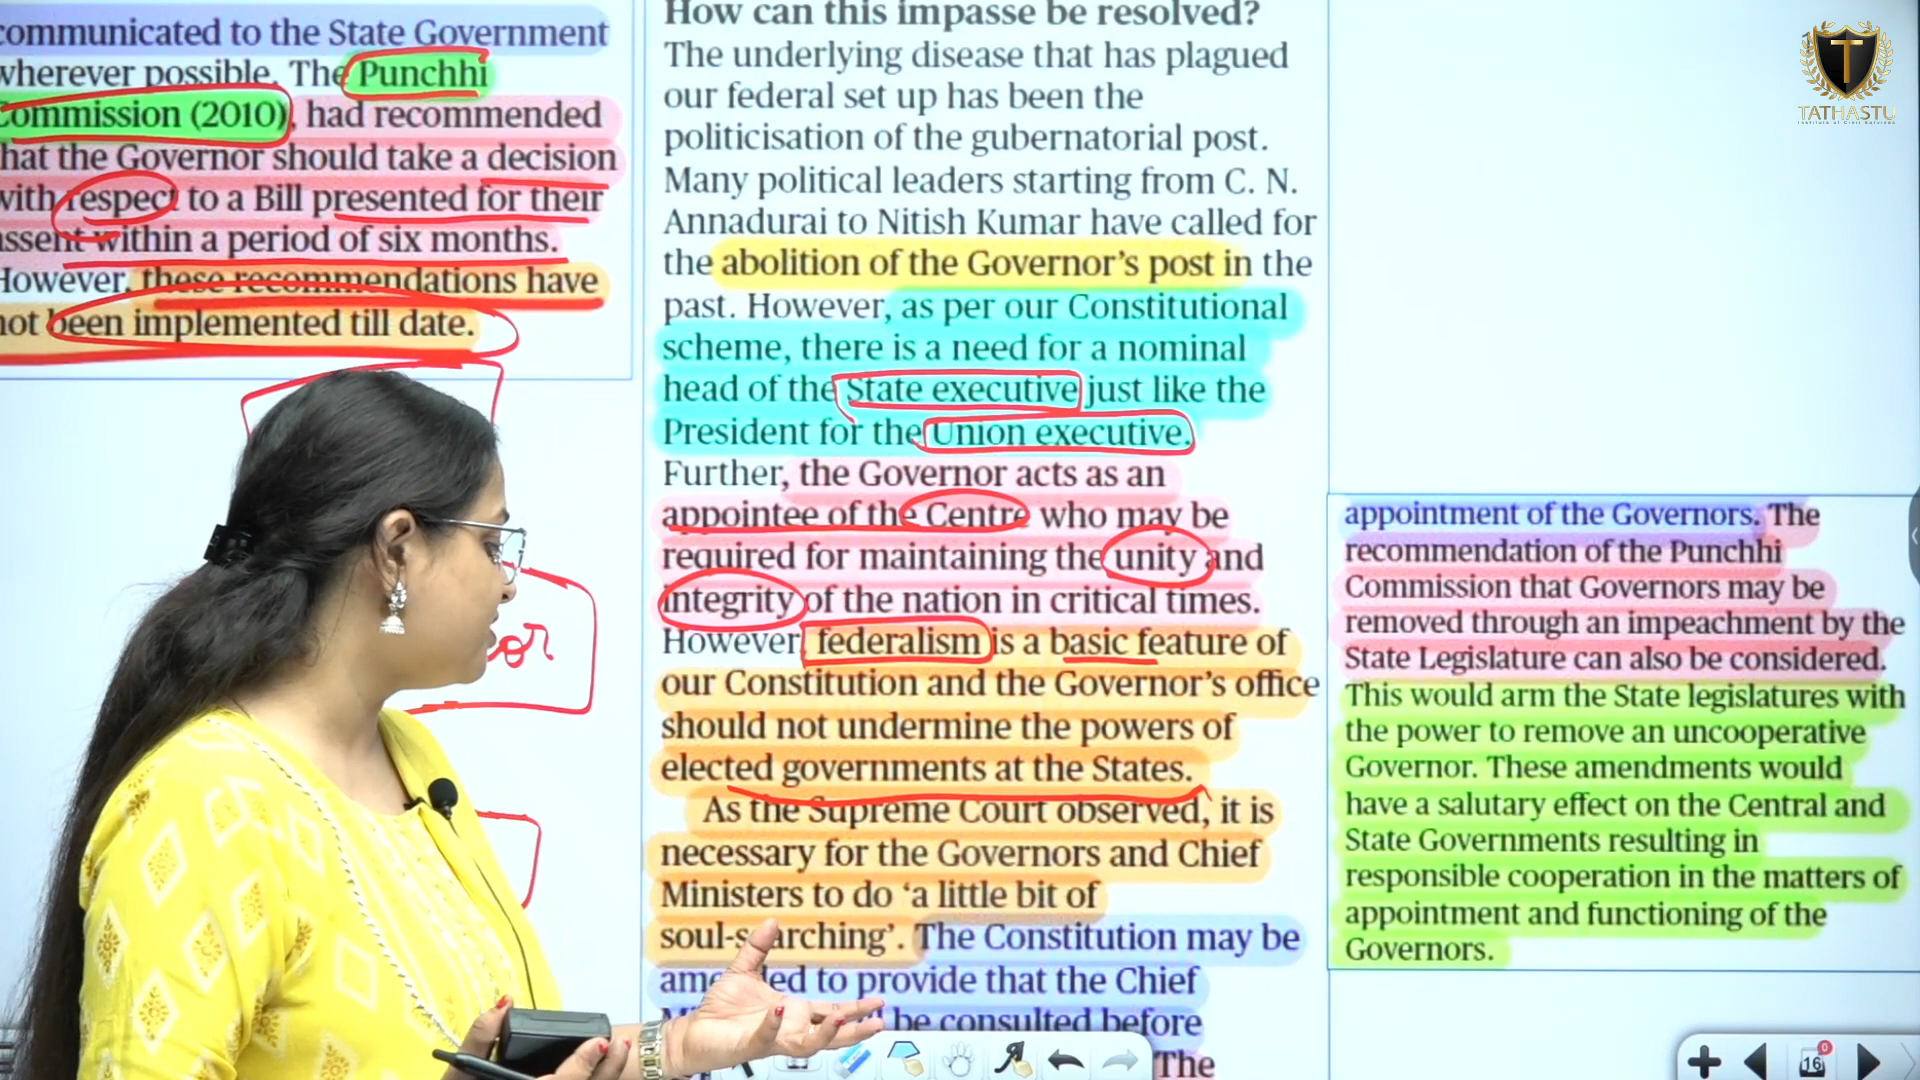 communicated to the State Government
wherever possible. The Punchhi
Commission (2010), had recommended
that the Governor should take a decision
with respect to a Bill presented for their
assent within a period of six months.
However, these recommendations have
not been implemented till date.
or
How can this impasse be resolved?
The underlying disease that has plagued
our federal set up has been the
politicisation of the gubernatorial post.
Many political leaders starting from C. N.
Annadurai to Nitish Kumar have called for
the abolition of the Governor's post in the
past. However, as per our Constitutional
scheme, there is a need for a nominal
head of the State executive just like the
President for the Union executive.
Further, the Governor acts as an
appointee of the Centre who may be
required for maintaining the unity and
integrity of the nation in critical times.
However federalism is a basic feature of
our Constitution and the Governor's office
should not undermine the powers of
elected governments at the States.
As the Supreme Court observed, it is
necessary for the Governors and Chief
Ministers to do ‘a little bit of
soul-searching’. The Constitution may be
amended to provide that the Chief
be consulted before
The
appointment of the Governors. The
recommendation of the Punchhi
Commission that Governors may be
removed through an impeachment by the
State Legislature can also be considered.
This would arm the State legislatures with
the power to remove an uncooperative
Governor. These amendments would
have a salutary effect on the Central and
State Governments resulting in
responsible cooperation in the matters of
appointment and functioning of the
Governors.
T
TATHASTU
Institute of Civil Services
16
0